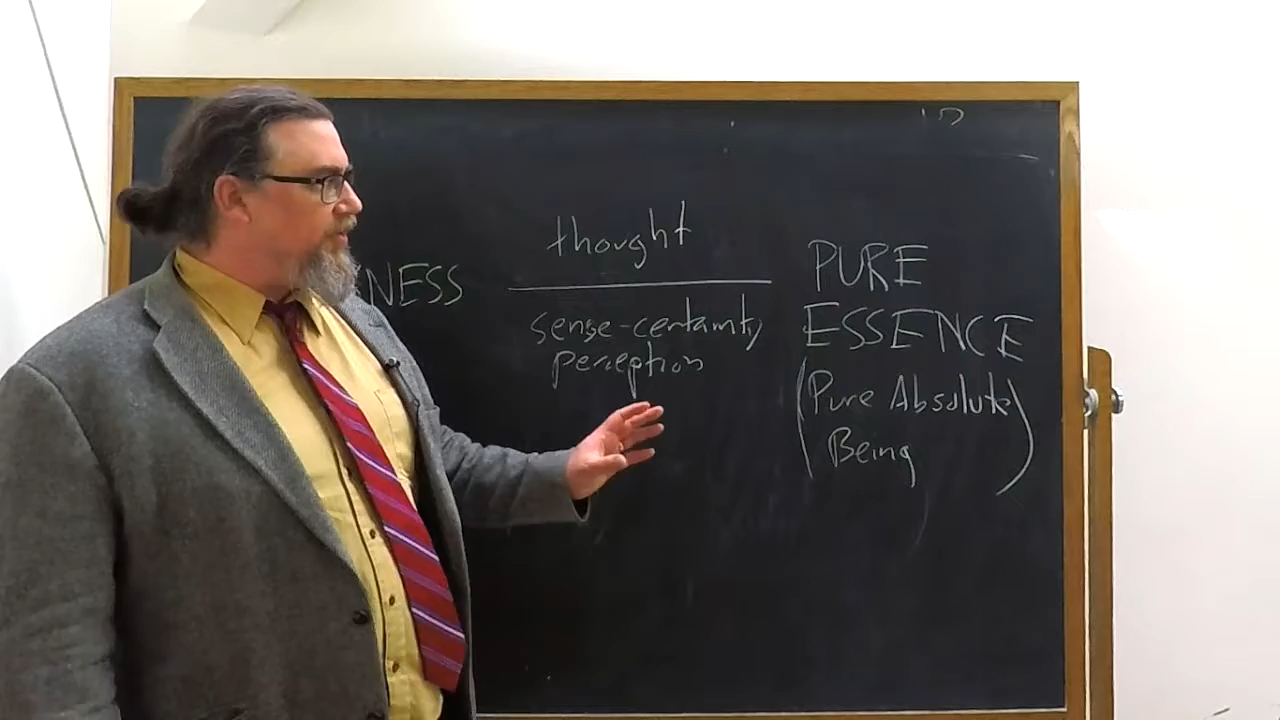 NESS
thought
sense-certainty
perception
PURE
ESSENCE
(Pure Absolute
Being)